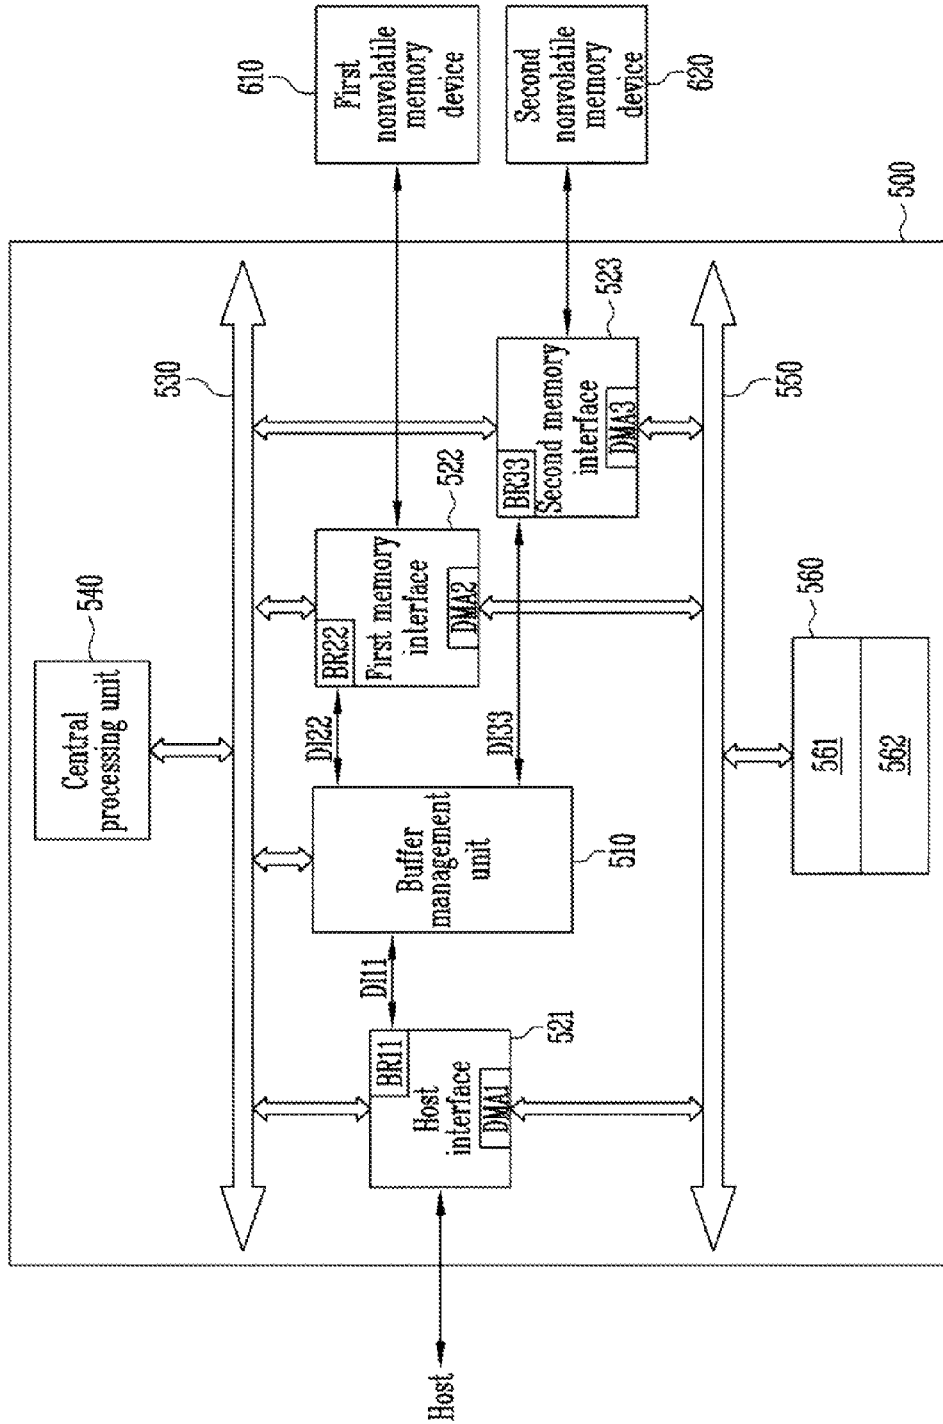 500
540
Central
processing unit
530
Host
Host
interface
BR11
DMA1
521
DI11
Buffer
management
unit
510
DI22
DI33
BR22
First memory
interface
DMA2
522
BR33
Second memory
interface
DMA3
523
610
First
nonvolatile
memory
device
Second
nonvolatile
memory
device
620
550
560
561
562